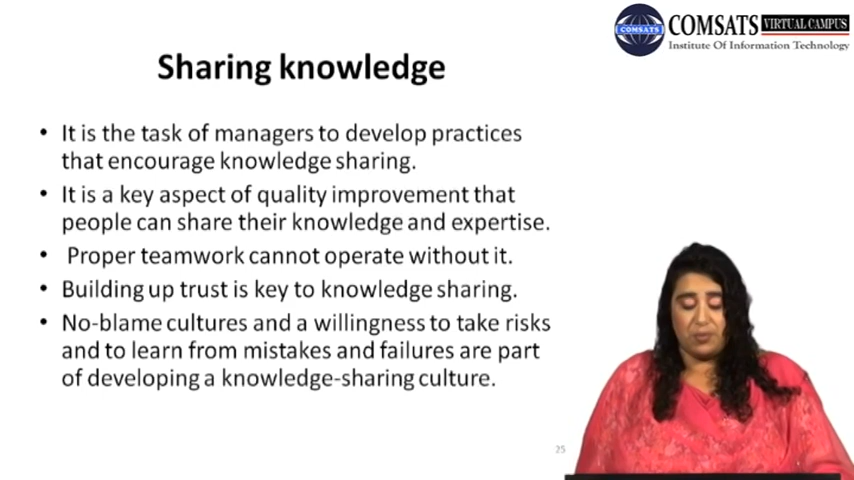 COMSATS VIRTUAL CAMPUS
COMSATS
Institute Of Information Technology
Sharing knowledge
• It is the task of managers to develop practices
that encourage knowledge sharing.
• It is a key aspect of quality improvement that
people can share their knowledge and expertise.
• Proper teamwork cannot operate without it.
• Building up trust is key to knowledge sharing.
• No-blame cultures and a willingness to take risks
and to learn from mistakes and failures are part
of developing a knowledge-sharing culture.
25